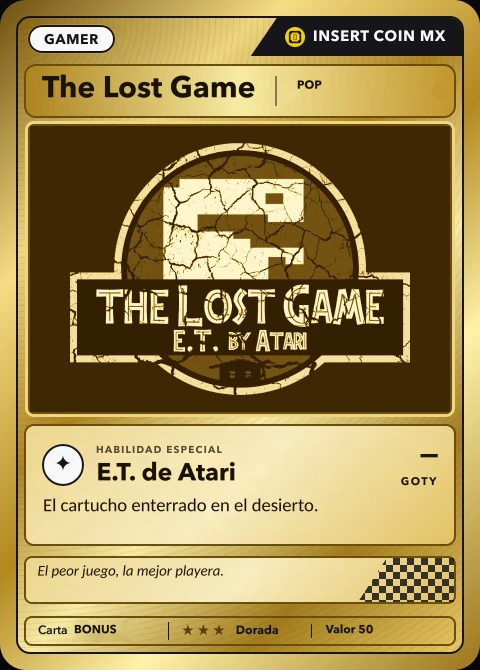 GAMER
INSERT COIN MX
The Lost Game
POP
THE LOST GAME
E.T. BY ATARI
HABILIDAD ESPECIAL
E.T. de Atari
—
GOTY
El cartucho enterrado en el desierto.
El peor juego, la mejor playera.
Carta BONUS
★ ★ ★ Dorada
Valor 50